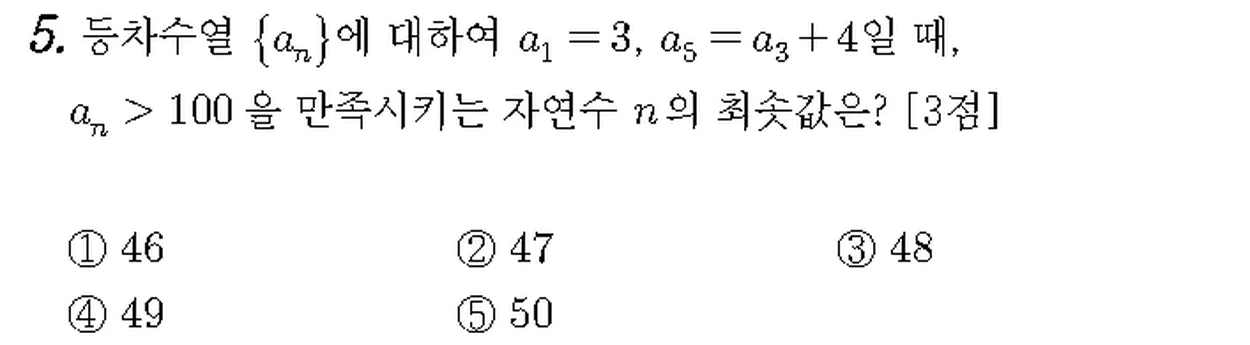 5. 등차수열 {aₙ}에 대하여 a₁ = 3, a₅ = a₃ + 4일 때,
aₙ > 100 을 만족시키는 자연수 n의 최솟값은? [3점]
① 46 ② 47 ③ 48
④ 49 ⑤ 50